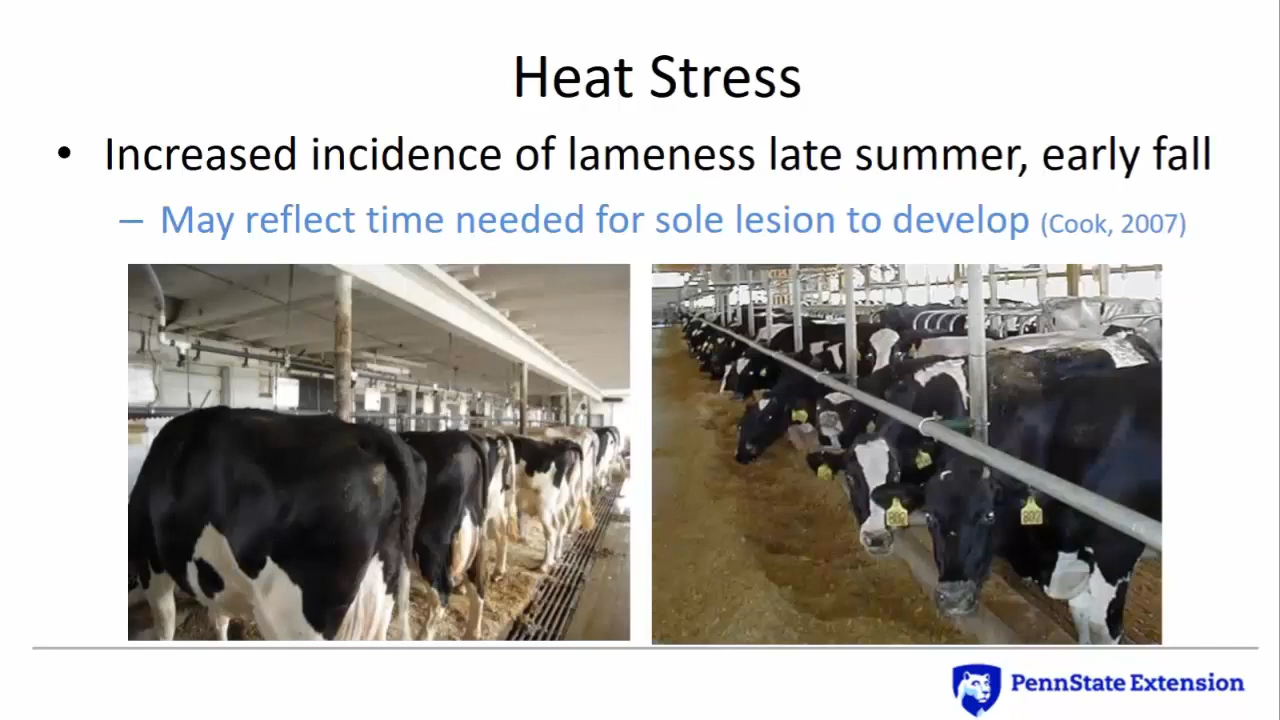 Heat Stress
• Increased incidence of lameness late summer, early fall
– May reflect time needed for sole lesion to develop (Cook, 2007)
PennState Extension